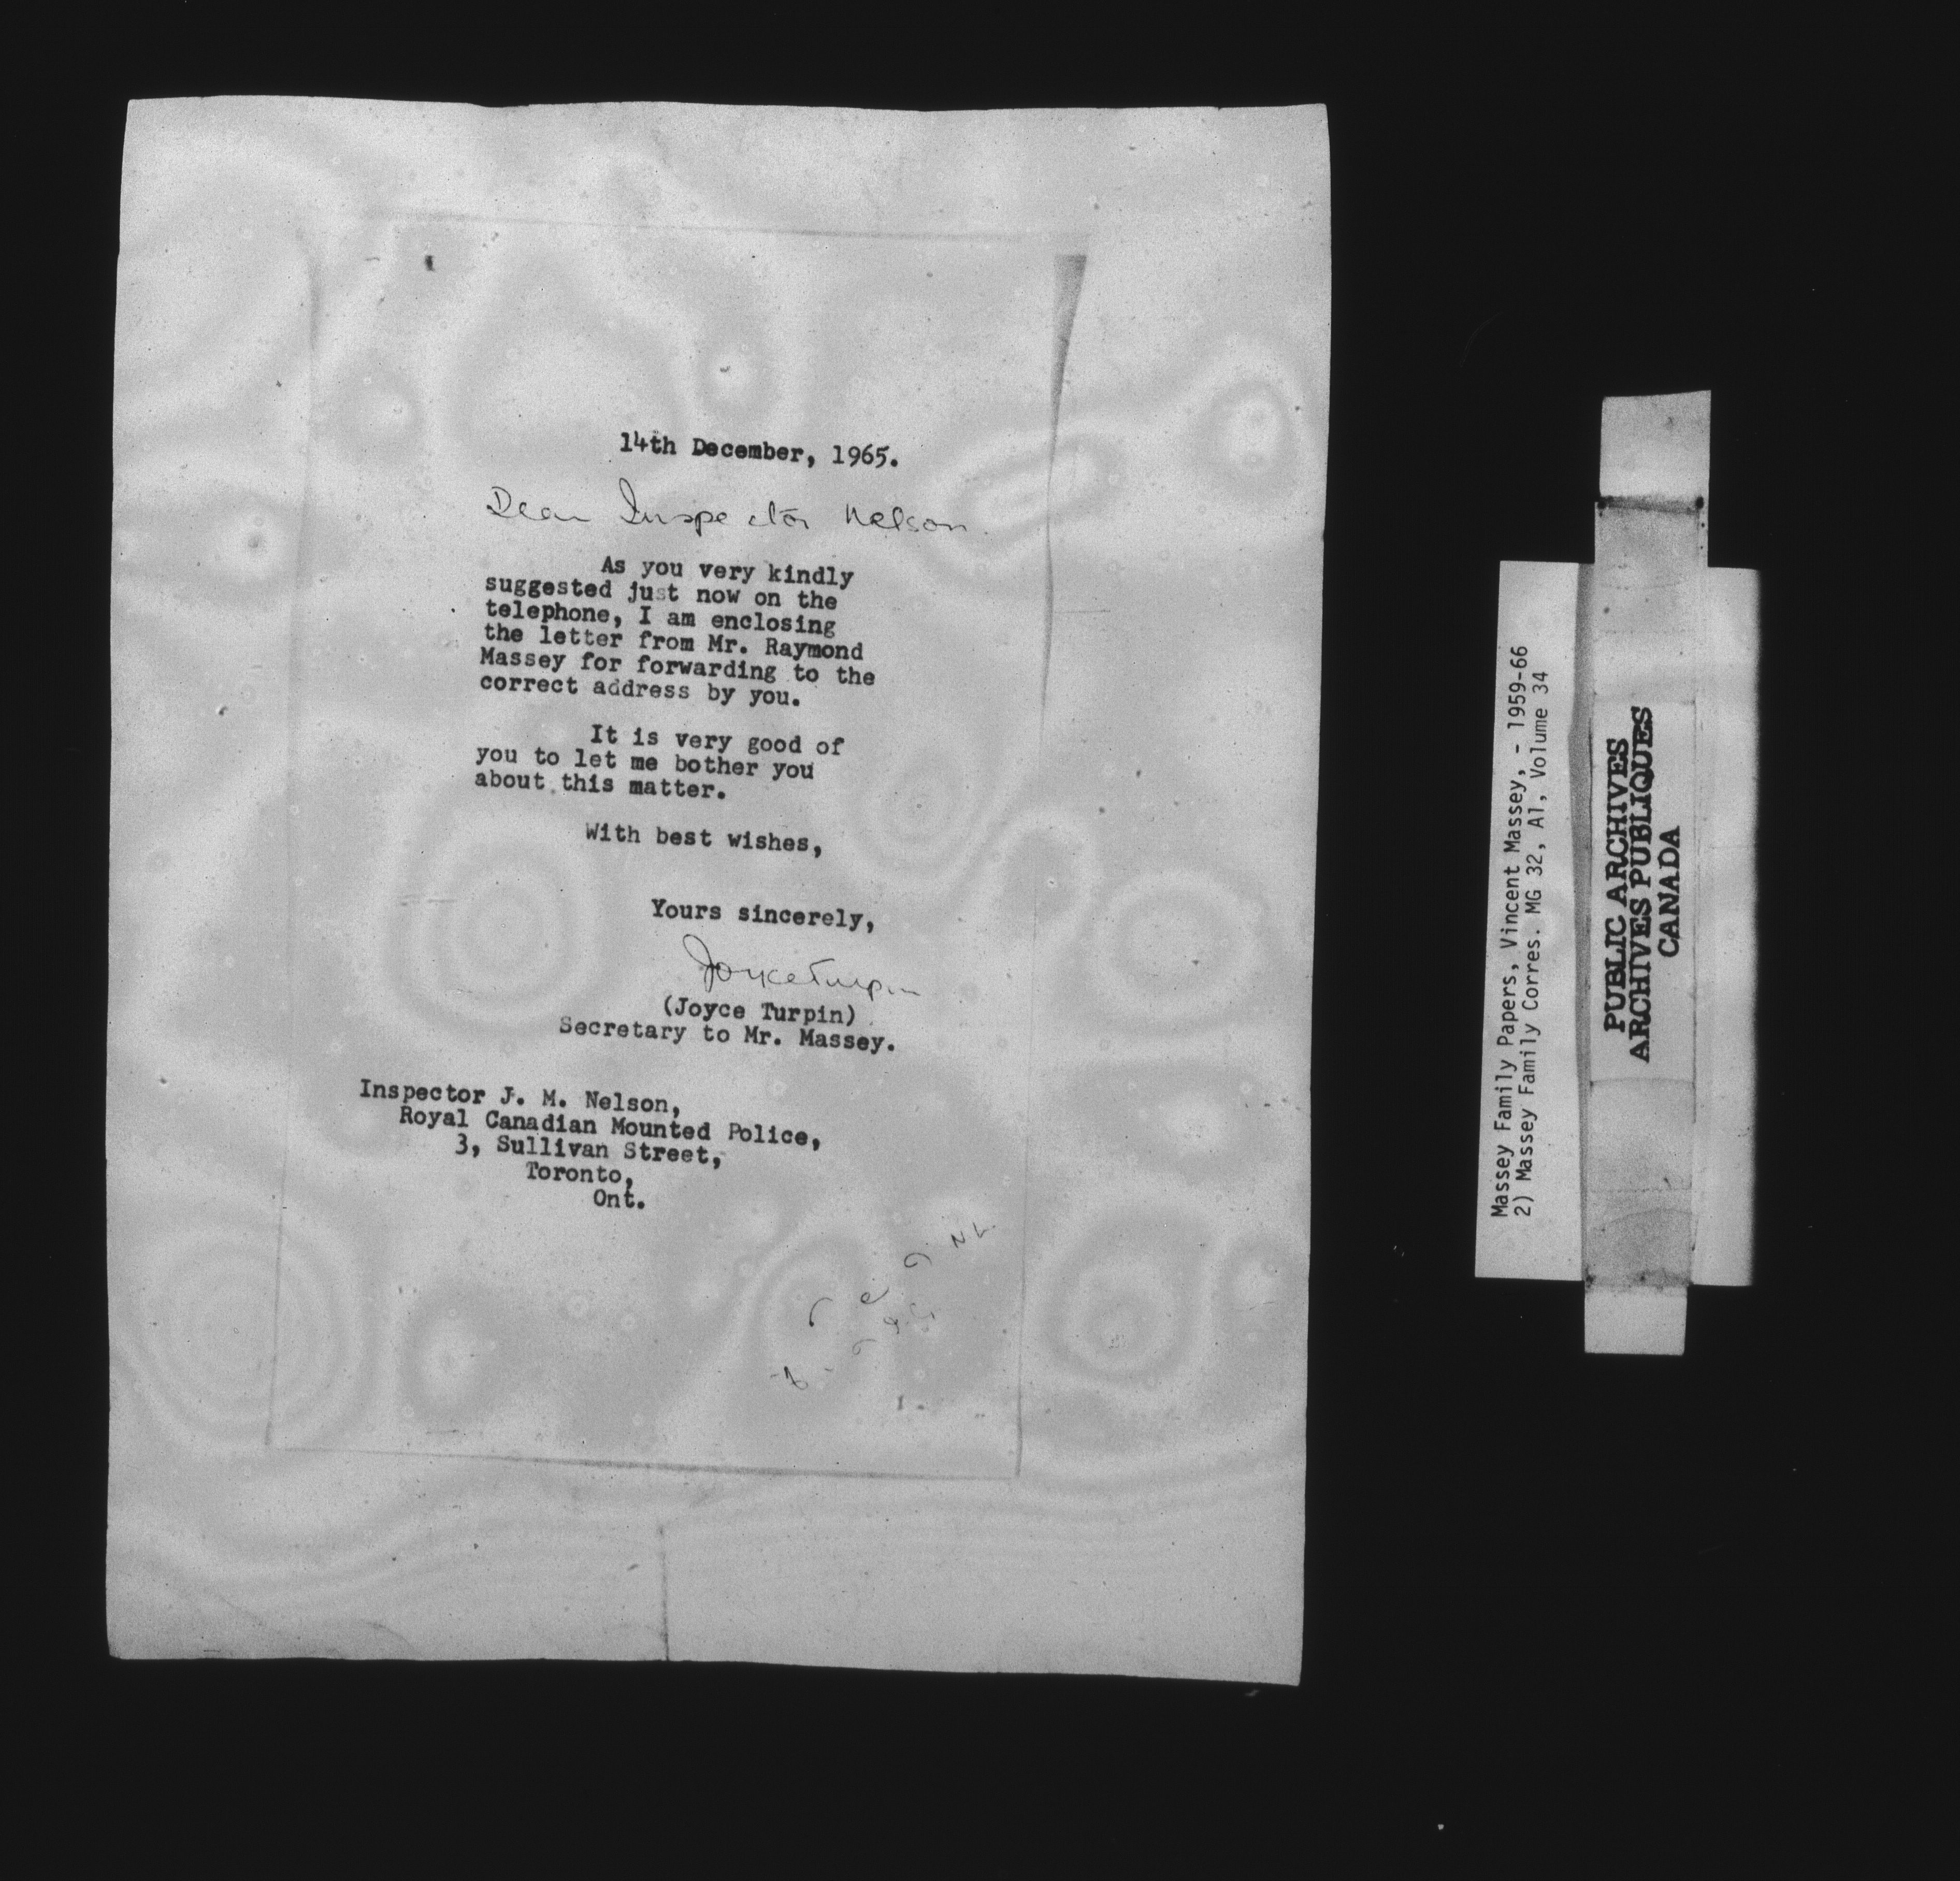 14th December, 1965.
Dear Inspector Nelson.
As you very kindly
suggested just now on the
telephone, I am enclosing
the letter from Mr. Raymond
Massey for forwarding to the
correct address by you.
It is very good of
you to let me bother you
about this matter.
With best wishes,
Yours sincerely,
Joyce Turpin
(Joyce Turpin)
Secretary to Mr. Massey.
Inspector J. M. Nelson,
Royal Canadian Mounted Police,
3, Sullivan Street,
Toronto,
Ont.
Massey Family Papers, Vincent Massey, - 1959-66
2) Massey Family Corres. MG 32, A1, Volume 34
PUBLIC ARCHIVES
ARCHIVES PUBLIQUES
CANADA